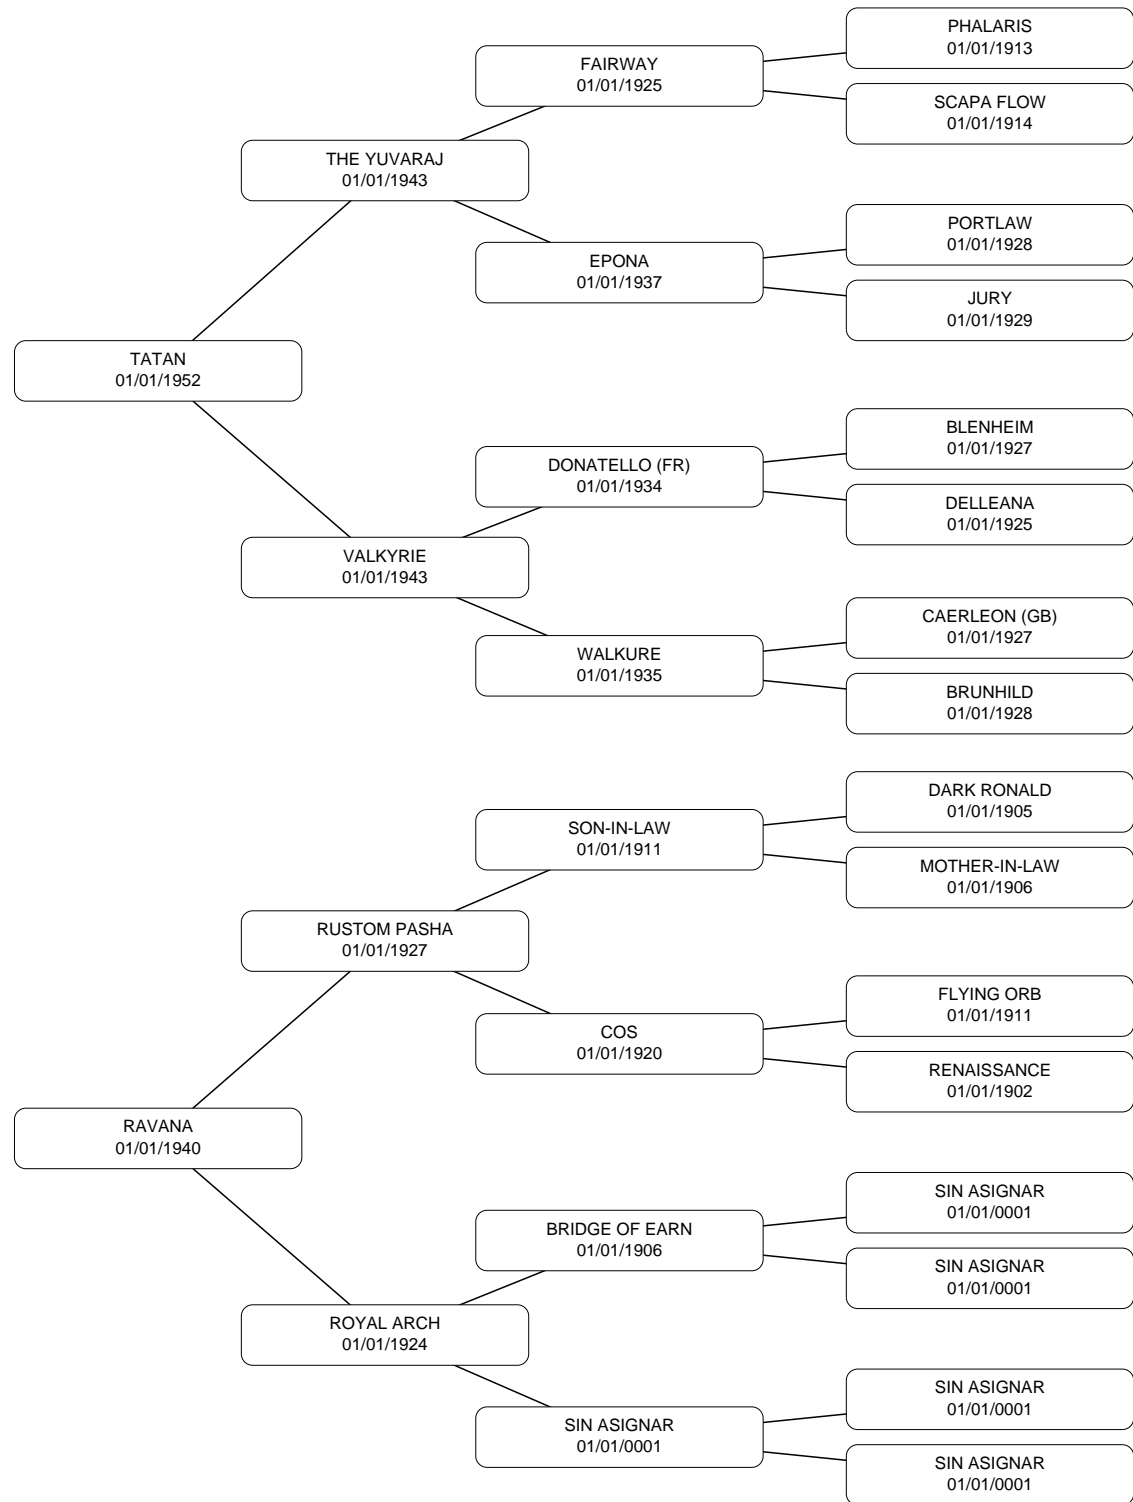 PHALARIS
01/01/1913
FAIRWAY
01/01/1925
SCAPA FLOW
01/01/1914
THE YUVARAJ
01/01/1943
PORTLAW
01/01/1928
EPONA
01/01/1937
JURY
01/01/1929
TATAN
01/01/1952
BLENHEIM
01/01/1927
DONATELLO (FR)
01/01/1934
DELLEANA
01/01/1925
VALKYRIE
01/01/1943
CAERLEON (GB)
01/01/1927
WALKURE
01/01/1935
BRUNHILD
01/01/1928
DARK RONALD
01/01/1905
SON-IN-LAW
01/01/1911
MOTHER-IN-LAW
01/01/1906
RUSTOM PASHA
01/01/1927
FLYING ORB
01/01/1911
COS
01/01/1920
RENAISSANCE
01/01/1902
RAVANA
01/01/1940
SIN ASIGNAR
01/01/0001
BRIDGE OF EARN
01/01/1906
SIN ASIGNAR
01/01/0001
ROYAL ARCH
01/01/1924
SIN ASIGNAR
01/01/0001
SIN ASIGNAR
01/01/0001
SIN ASIGNAR
01/01/0001